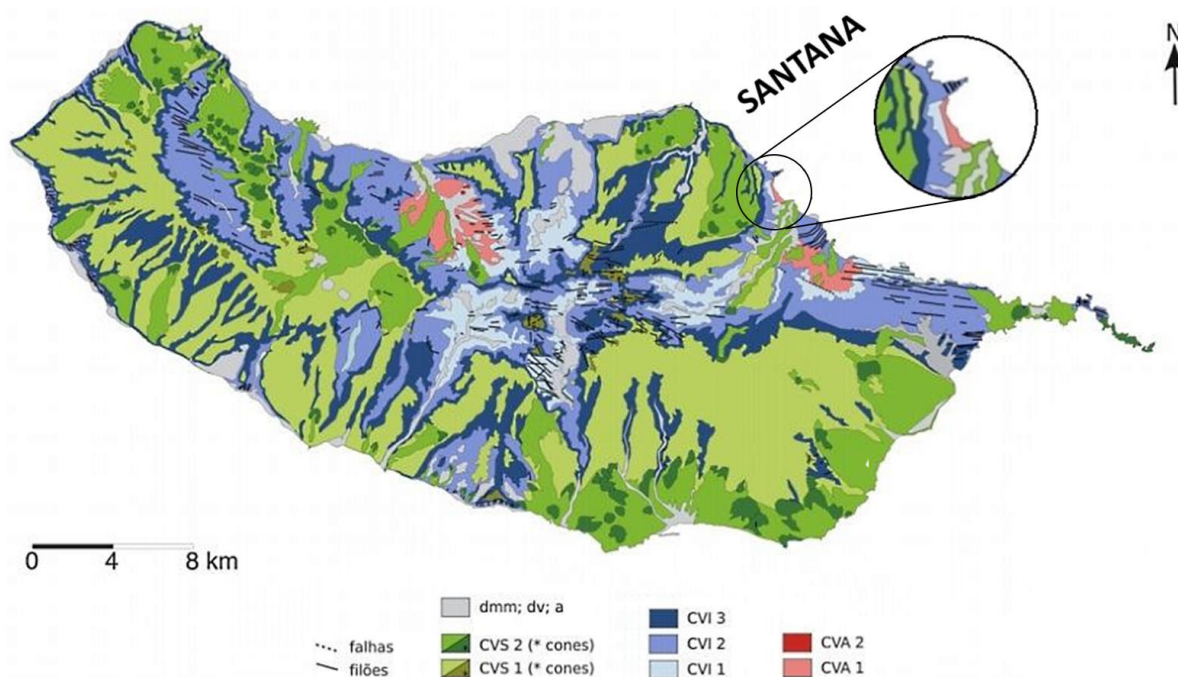 SANTANA
N
0 4 8 km
dmm; dv; a
falhas
filões
CVS 2 (* cones)
CVS 1 (* cones)
CVI 3
CVI 2
CVI 1
CVA 2
CVA 1